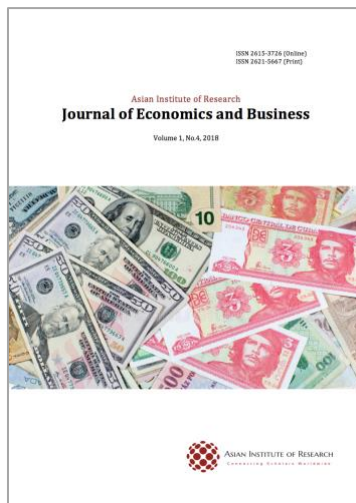 ISSN 2615-3726 (Online)
ISSN 2621-5667 (Print)
Asian Institute of Research
Journal of Economics and Business
Volume 1, No.4, 2018
10
ASIAN INSTITUTE OF RESEARCH
Connecting Scholars Worldwide